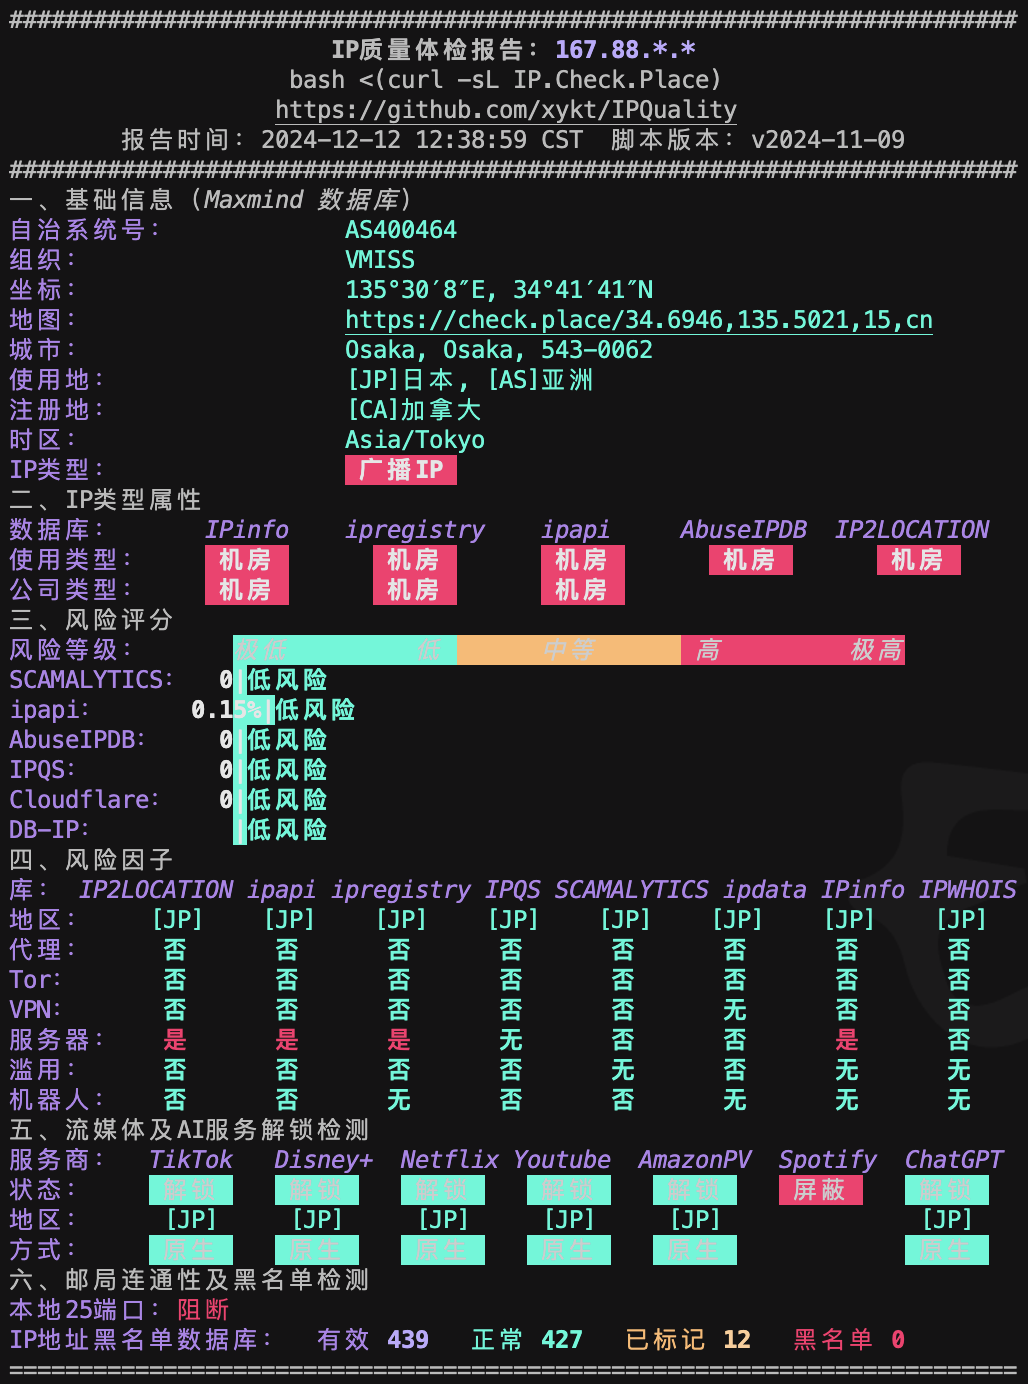 ########################################################################
IP质量体检报告：167.88.*.*
bash <(curl -sL IP.Check.Place)
https://github.com/xykt/IPQuality
报告时间：2024-12-12 12:38:59 CST 脚本版本：v2024-11-09
########################################################################
一、基础信息（Maxmind 数据库）
自治系统号： AS400464
组织： VMISS
坐标： 135°30′8″E, 34°41′41″N
地图： https://check.place/34.6946,135.5021,15,cn
城市： Osaka, Osaka, 543-0062
使用地： [JP]日本, [AS]亚洲
注册地： [CA]加拿大
时区： Asia/Tokyo
IP类型： 广播IP
二、IP类型属性
数据库： IPinfo ipregistry ipapi AbuseIPDB IP2LOCATION
使用类型： 机房 机房 机房 机房 机房
公司类型： 机房 机房 机房
三、风险评分
风险等级： 极低 低 中等 高 极高
SCAMALYTICS： 0|低风险
ipapi： 0.15%|低风险
AbuseIPDB： 0|低风险
IPQS： 0|低风险
Cloudflare： 0|低风险
DB-IP： |低风险
四、风险因子
库： IP2LOCATION ipapi ipregistry IPQS SCAMALYTICS ipdata IPinfo IPWHOIS
地区： [JP] [JP] [JP] [JP] [JP] [JP] [JP] [JP]
代理： 否 否 否 否 否 否 否 否
Tor： 否 否 否 否 否 否 否 否
VPN： 否 否 否 否 否 无 否 否
服务器： 是 是 是 无 否 否 是 否
滥用： 否 否 否 否 无 否 无 无
机器人： 否 否 无 否 否 无 无 无
五、流媒体及AI服务解锁检测
服务商： TikTok Disney+ Netflix Youtube AmazonPV Spotify ChatGPT
状态： 解锁 解锁 解锁 解锁 解锁 屏蔽 解锁
地区： [JP] [JP] [JP] [JP] [JP] [JP]
方式： 原生 原生 原生 原生 原生 原生
六、邮局连通性及黑名单检测
本地25端口：阻断
IP地址黑名单数据库： 有效 439 正常 427 已标记 12 黑名单 0
========================================================================